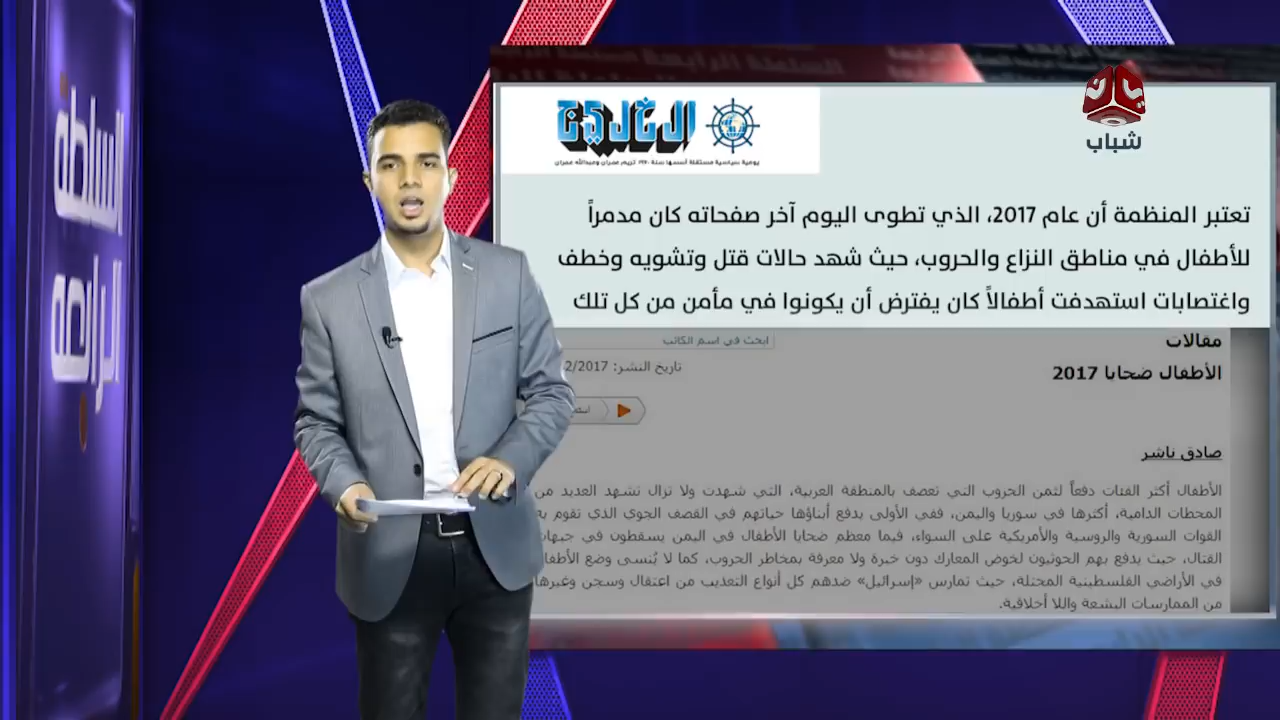 السلطة
الرابعة
يمن
شباب
الخليج
يومية سياسية مستقلة أسسها سنة ١٩٧٠ تريم عمران وعبدالله عمران
تعتبر المنظمة أن عام 2017، الذي تطوى اليوم آخر صفحاته كان مدمراً
للأطفال في مناطق النزاع والحروب، حيث شهد حالات قتل وتشويه وخطف
واغتصابات استهدفت أطفالاً كان يفترض أن يكونوا في مأمن من كل تلك
مقالات
ابحث في اسم الكاتب
الأطفال ضحايا 2017
تاريخ النشر: 2/2017
صادق ناشر
الأطفال أكثر الفئات دفعاً لثمن الحروب التي تعصف بالمنطقة العربية، التي شهدت ولا تزال تشهد العديد من
المحطات الدامية، أكثرها في سوريا واليمن، ففي الأولى يدفع أبناؤها حياتهم في القصف الجوي الذي تقوم به
القوات السورية والروسية والأمريكية على السواء، فيما معظم ضحايا الأطفال في اليمن يسقطون في جبهات
القتال، حيث يدفع بهم الحوثيون لخوض المعارك دون خبرة ولا معرفة بمخاطر الحروب، كما لا يُنسى وضع الأطفا
في الأراضي الفلسطينية المحتلة، حيث تمارس «إسرائيل» ضدهم كل أنواع التعذيب من اعتقال وسجن وغيرها
من الممارسات البشعة واللا أخلاقية.